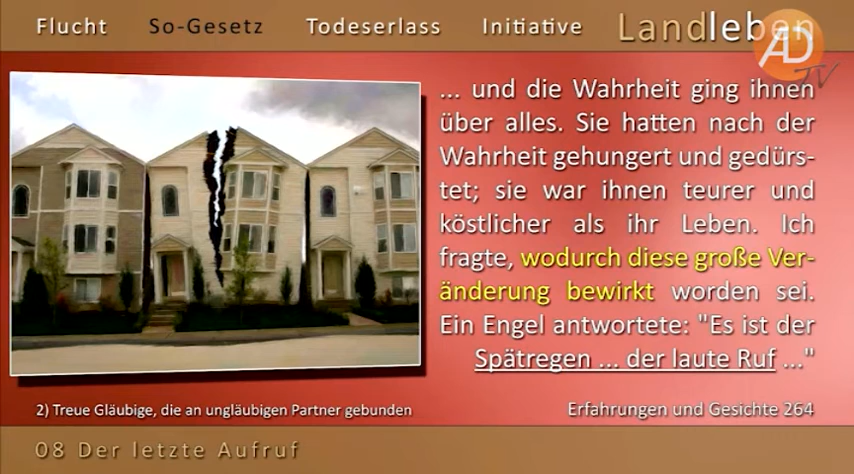 Flucht So-Gesetz Todeserlass Initiative Landleben
AD
TV
... und die Wahrheit ging ihnen
über alles. Sie hatten nach der
Wahrheit gehungert und gedürs-
tet; sie war ihnen teurer und
köstlicher als ihr Leben. Ich
fragte, wodurch diese große Ver-
änderung bewirkt worden sei.
Ein Engel antwortete: "Es ist der
Spätregen ... der laute Ruf ..."
2) Treue Gläubige, die an ungläubigen Partner gebunden
Erfahrungen und Gesichte 264
08 Der letzte Aufruf